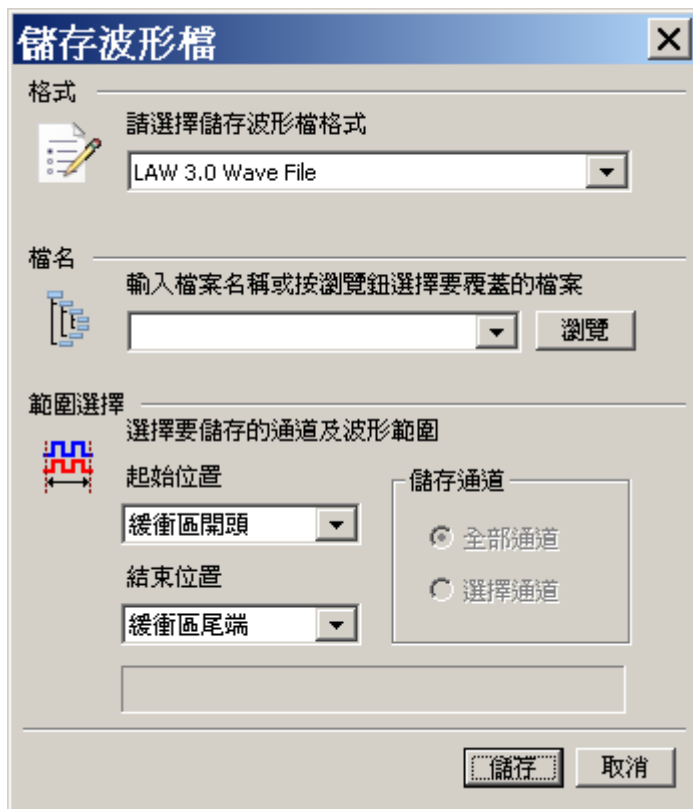 儲存波形檔
格式
請選擇儲存波形檔格式
LAW 3.0 Wave File
檔名
輸入檔案名稱或按瀏覽鈕選擇要覆蓋的檔案
瀏覽
範圍選擇
選擇要儲存的通道及波形範圍
起始位置
緩衝區開頭
結束位置
緩衝區尾端
儲存通道
全部通道
選擇通道
儲存
取消